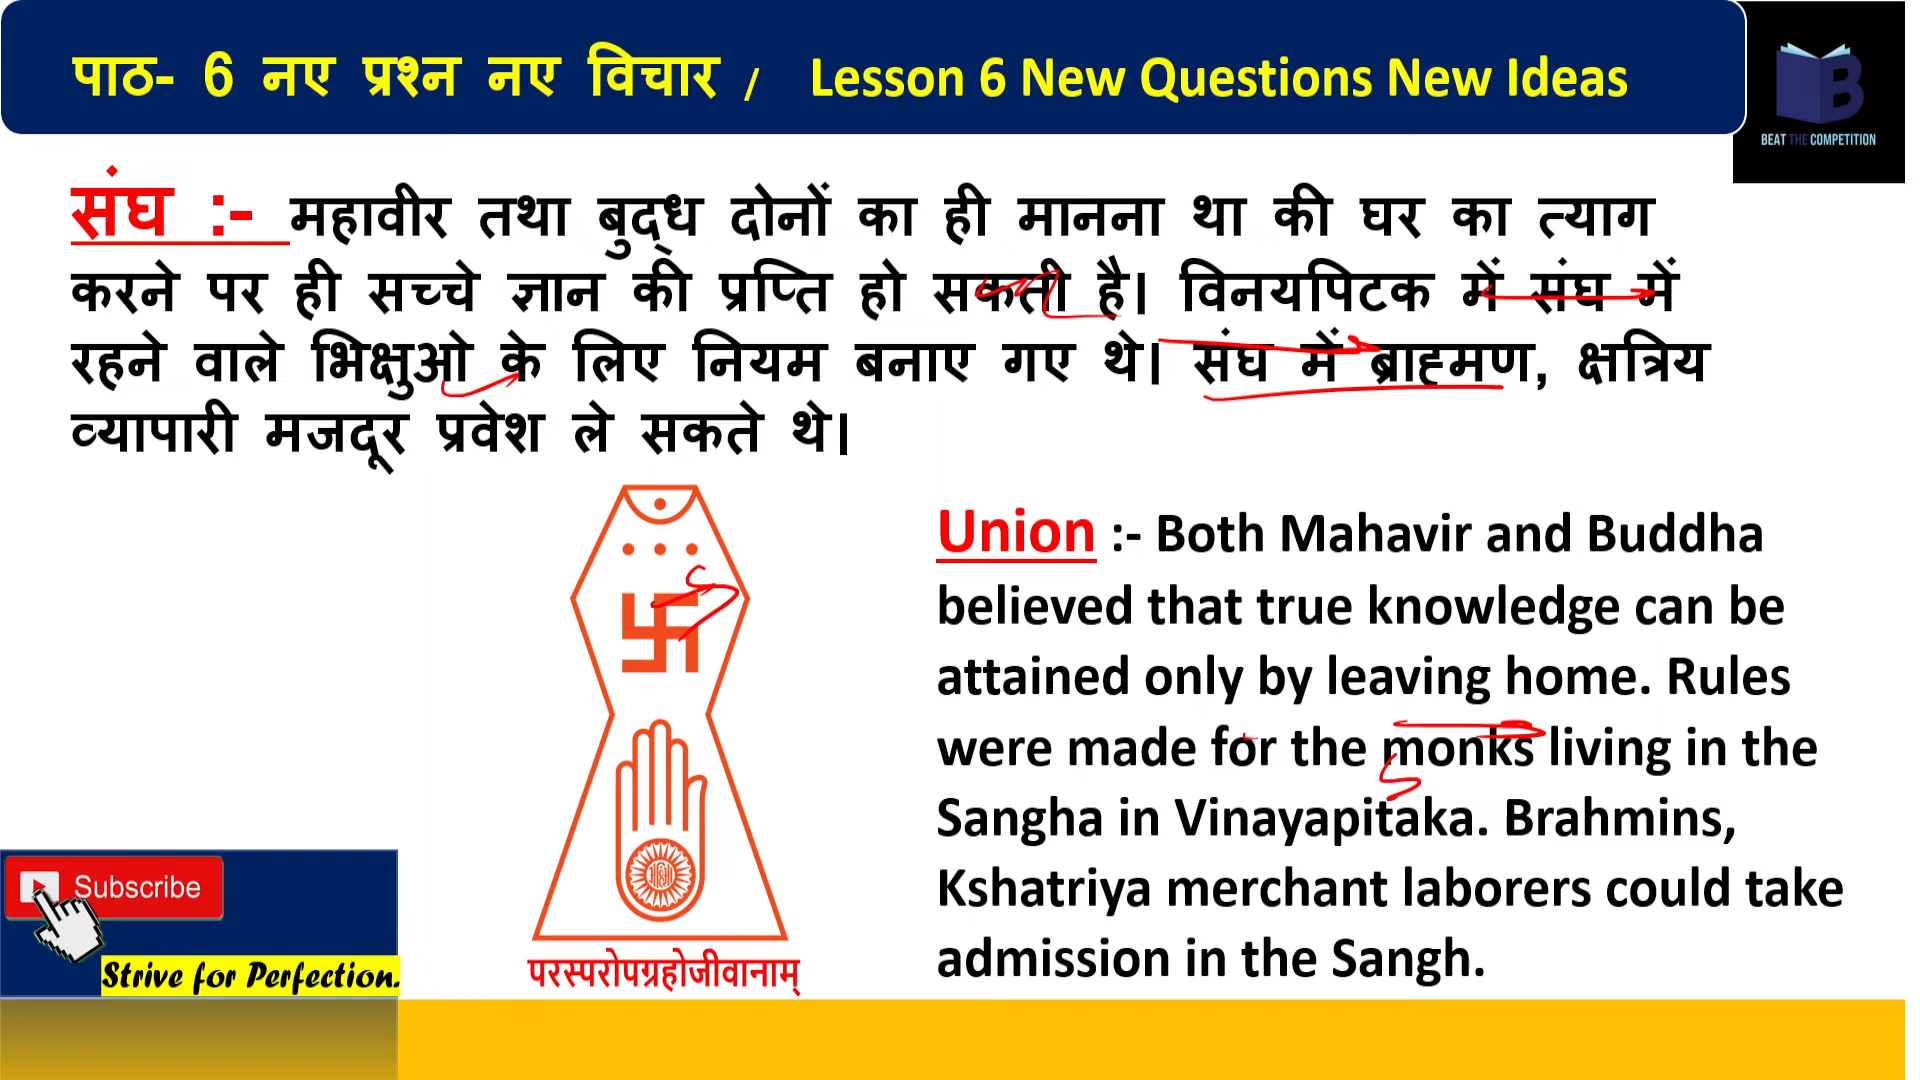 पाठ- 6 नए प्रश्न नए विचार / Lesson 6 New Questions New Ideas
B
BEAT THE COMPETITION
संघ :- महावीर तथा बुद्ध दोनों का ही मानना था की घर का त्याग
करने पर ही सच्चे ज्ञान की प्रप्ति हो सकती है। विनयपिटक में संघ में
रहने वाले भिक्षुओ के लिए नियम बनाए गए थे। संघ में ब्राह्मण, क्षत्रिय
व्यापारी मजदूर प्रवेश ले सकते थे।
Union :- Both Mahavir and Buddha
believed that true knowledge can be
attained only by leaving home. Rules
were made for the monks living in the
Sangha in Vinayapitaka. Brahmins,
Kshatriya merchant laborers could take
admission in the Sangh.
परस्परोपग्रहोजीवानाम्
Subscribe
Strive for Perfection.